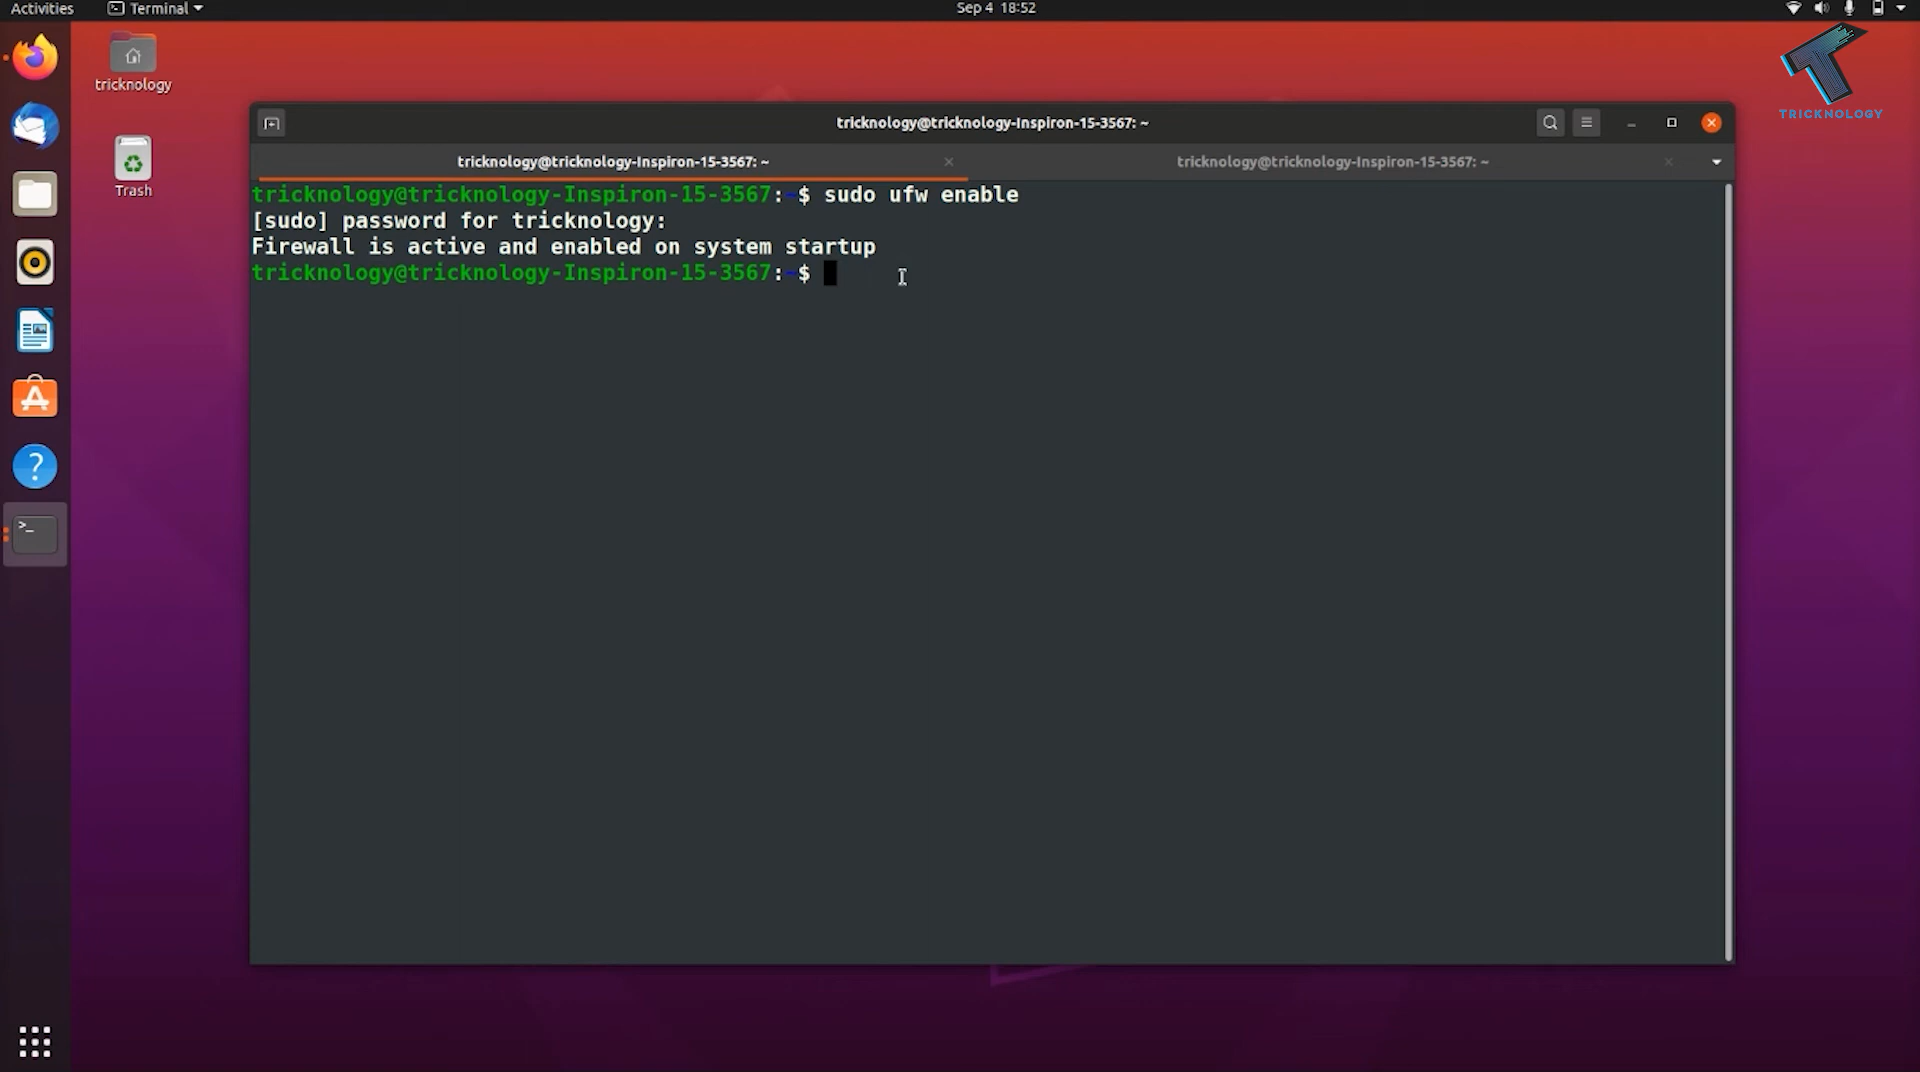 Activities
Terminal
Sep 4 18:52
tricknology
Trash
TRICKNOLOGY
tricknology@tricknology-Inspiron-15-3567: ~
tricknology@tricknology-Inspiron-15-3567: ~
tricknology@tricknology-Inspiron-15-3567: ~
tricknology@tricknology-Inspiron-15-3567:~$ sudo ufw enable
[sudo] password for tricknology:
Firewall is active and enabled on system startup
tricknology@tricknology-Inspiron-15-3567:~$